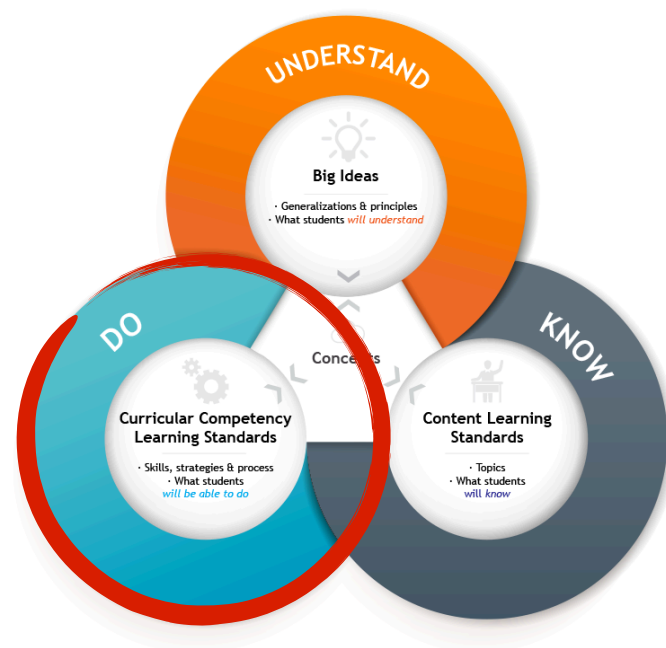 UNDERSTAND
Big Ideas
· Generalizations & principles
· What students will understand
DO
KNOW
Concepts
Curricular Competency
Learning Standards
· Skills, strategies & process
· What students
will be able to do
Content Learning
Standards
· Topics
· What students
will know